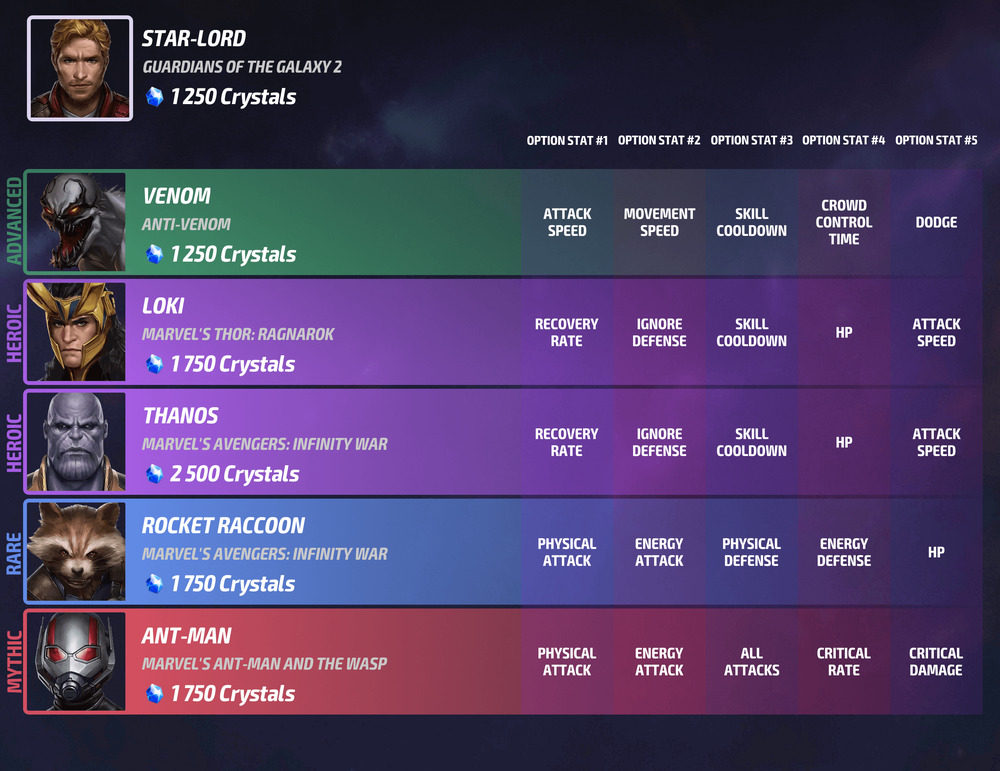 STAR-LORD
GUARDIANS OF THE GALAXY 2
1 250 Crystals
OPTION STAT #1 OPTION STAT #2 OPTION STAT #3 OPTION STAT #4 OPTION STAT #5
ADVANCED
VENOM
ANTI-VENOM
1 250 Crystals
ATTACK
SPEED
MOVEMENT
SPEED
SKILL
COOLDOWN
CROWD
CONTROL
TIME
DODGE
HEROIC
LOKI
MARVEL'S THOR: RAGNAROK
1 750 Crystals
RECOVERY
RATE
IGNORE
DEFENSE
SKILL
COOLDOWN
HP
ATTACK
SPEED
HEROIC
THANOS
MARVEL'S AVENGERS: INFINITY WAR
2 500 Crystals
RECOVERY
RATE
IGNORE
DEFENSE
SKILL
COOLDOWN
HP
ATTACK
SPEED
RARE
ROCKET RACCOON
MARVEL'S AVENGERS: INFINITY WAR
1 750 Crystals
PHYSICAL
ATTACK
ENERGY
ATTACK
PHYSICAL
DEFENSE
ENERGY
DEFENSE
HP
MYTHIC
ANT-MAN
MARVEL'S ANT-MAN AND THE WASP
1 750 Crystals
PHYSICAL
ATTACK
ENERGY
ATTACK
ALL
ATTACKS
CRITICAL
RATE
CRITICAL
DAMAGE